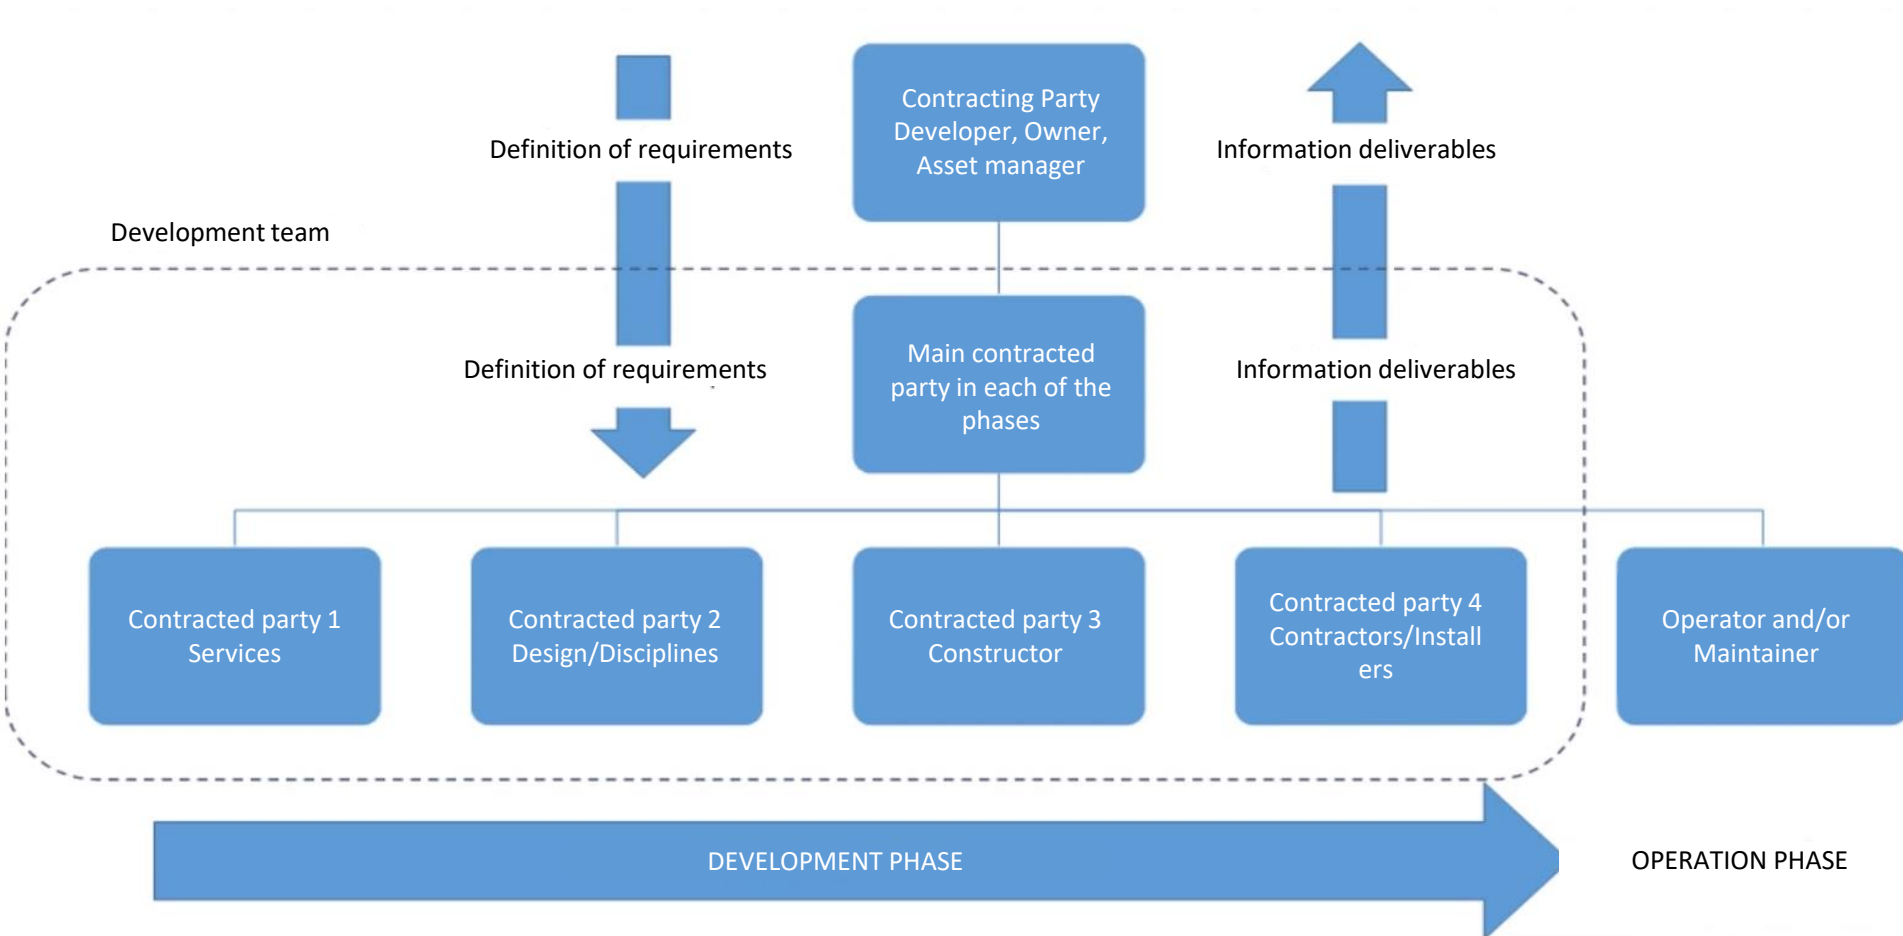 Contracting Party
Developer, Owner,
Asset manager
Definition of requirements
Information deliverables
Development team
Main contracted
party in each of the
phases
Definition of requirements
Information deliverables
Contracted party 1
Services
Contracted party 2
Design/Disciplines
Contracted party 3
Constructor
Contracted party 4
Contractors/Install
ers
Operator and/or
Maintainer
DEVELOPMENT PHASE
OPERATION PHASE